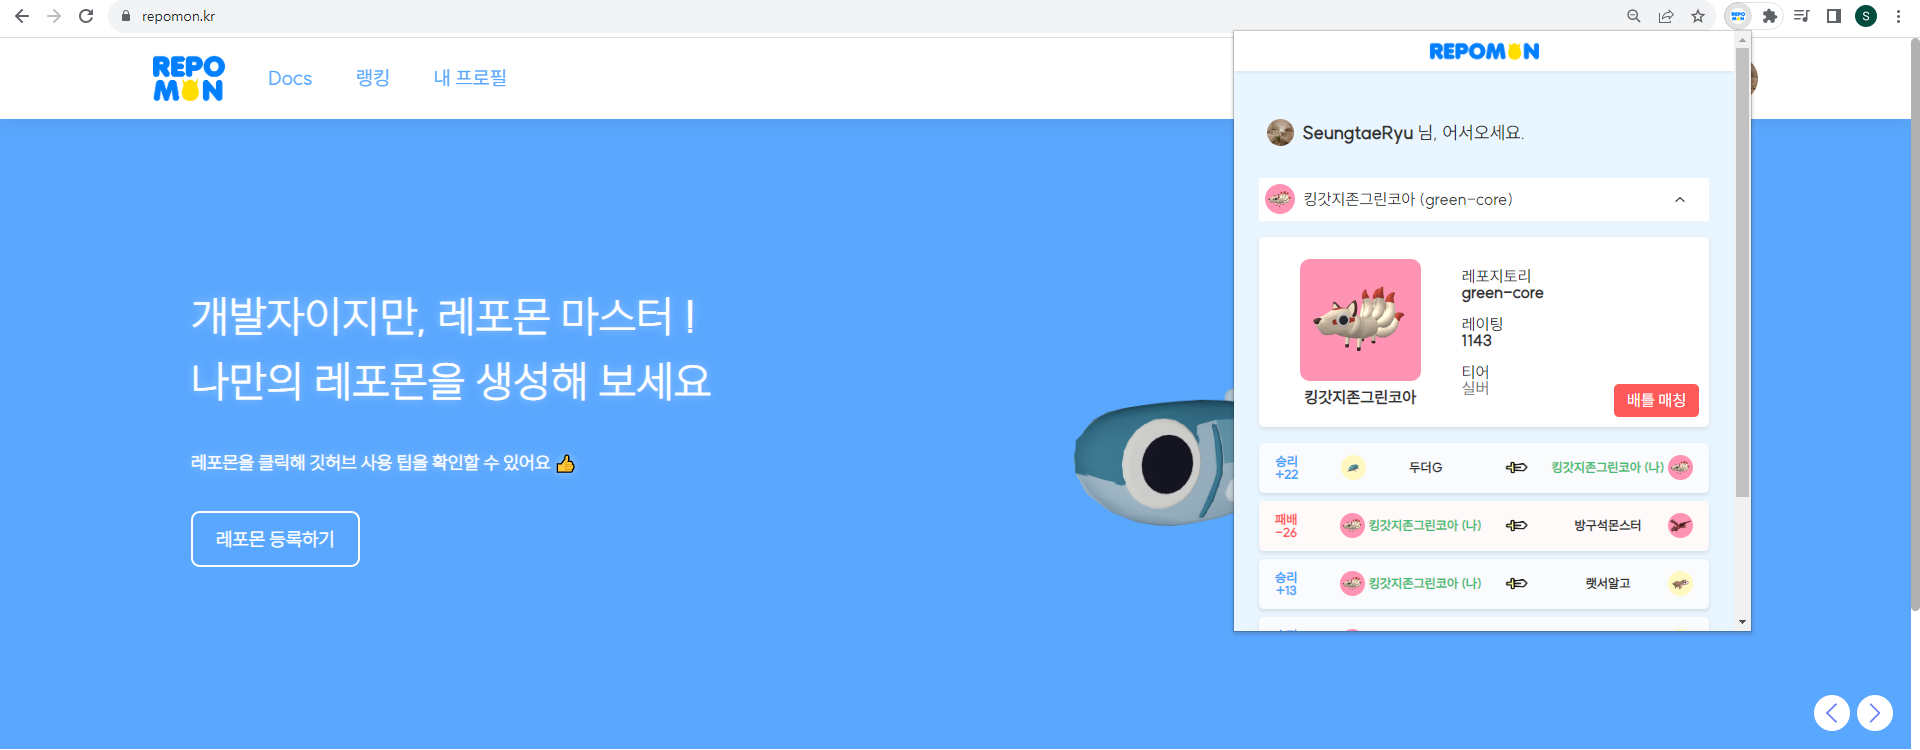 repomon.kr
S
REPO
MON
Docs
랭킹
내 프로필
개발자이지만, 레포몬 마스터 !
나만의 레포몬을 생성해 보세요
레포몬을 클릭해 깃허브 사용 팁을 확인할 수 있어요 👍
레포몬 등록하기
REPOMON
SeungtaeRyu 님, 어서오세요.
킹갓지존그린코아 (green-core)
킹갓지존그린코아
레포지토리
green-core
레이팅
1143
티어
실버
배틀 매칭
승리
+22
두더G
킹갓지존그린코아 (나)
패배
-26
킹갓지존그린코아 (나)
방구석몬스터
승리
+13
킹갓지존그린코아 (나)
랫서알고